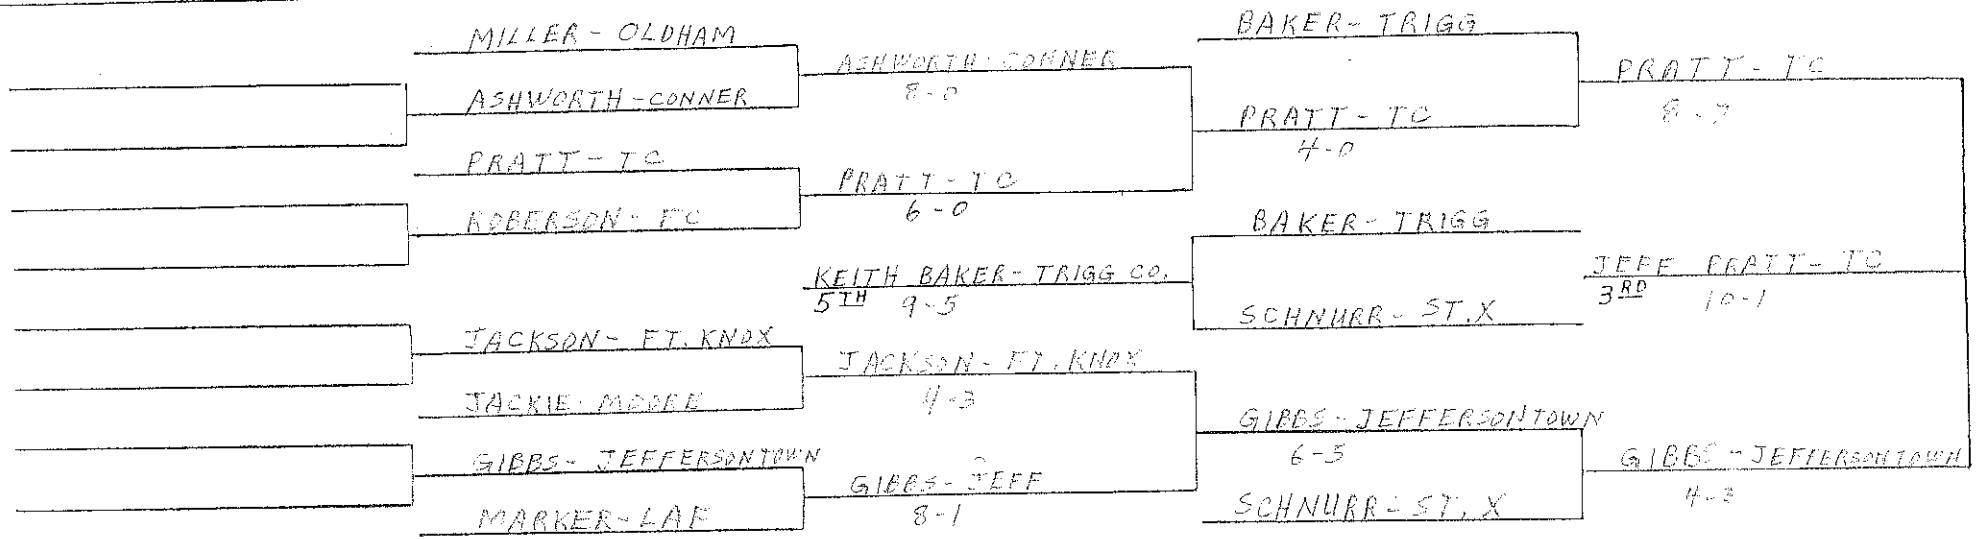 MILLER - OLDHAM
ASHWORTH - CONNER
PRATT - TC
ROBERSON - FC
JACKSON - FT. KNOX
JACKIE MOORE
GIBBS - JEFFERSONTOWN
MARKER - LAF
ASHWORTH - CONNER
8-0
PRATT - TC
6-0
KEITH BAKER - TRIGG CO.
5TH 9-5
JACKSON - FT. KNOX
4-3
GIBBS - JEFF
8-1
BAKER - TRIGG
PRATT - TC
4-0
BAKER - TRIGG
SCHNURR - ST. X
GIBBS - JEFFERSONTOWN
6-5
SCHNURR - ST. X
PRATT - TC
8-7
JEFF PRATT - TC
3RD 10-1
GIBBS - JEFFERSONTOWN
4-3